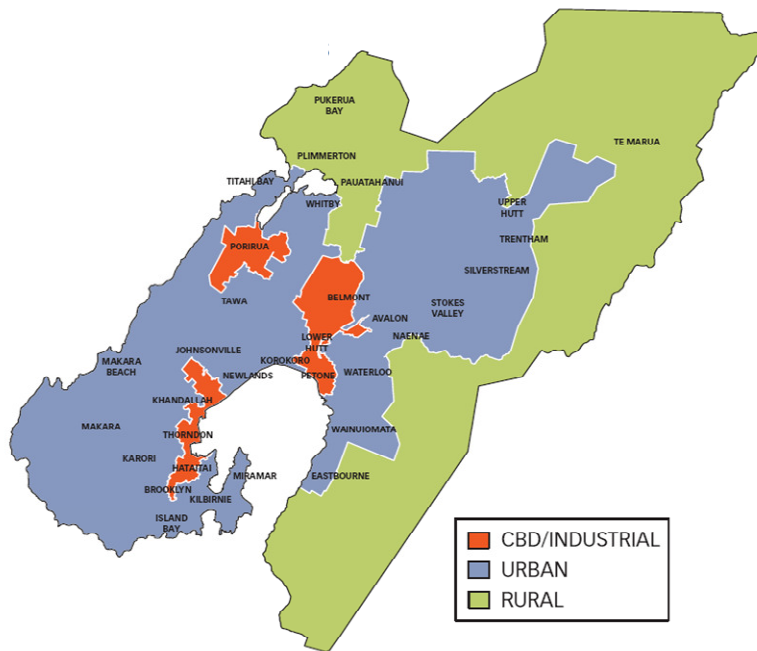 PUKERUA
BAY
TE MARUA
PLIMMERTON
TITAHI BAY
PAUATAHANUI
WHITBY
UPPER
HUTT
PORIRUA
TRENTHAM
SILVERSTREAM
TAWA
BELMONT
STOKES
VALLEY
AVALON
NAENAE
LOWER
HUTT
JOHNSONVILLE
KOROKORO
MAKARA
BEACH
NEWLANDS
PETONE
WATERLOO
KHANDALLAH
MAKARA
THORNDON
WAINUIOMATA
KARORI
HATAITAI
MIRAMAR
EASTBOURNE
BROOKLYN
KILBIRNIE
ISLAND
BAY
CBD/INDUSTRIAL
URBAN
RURAL